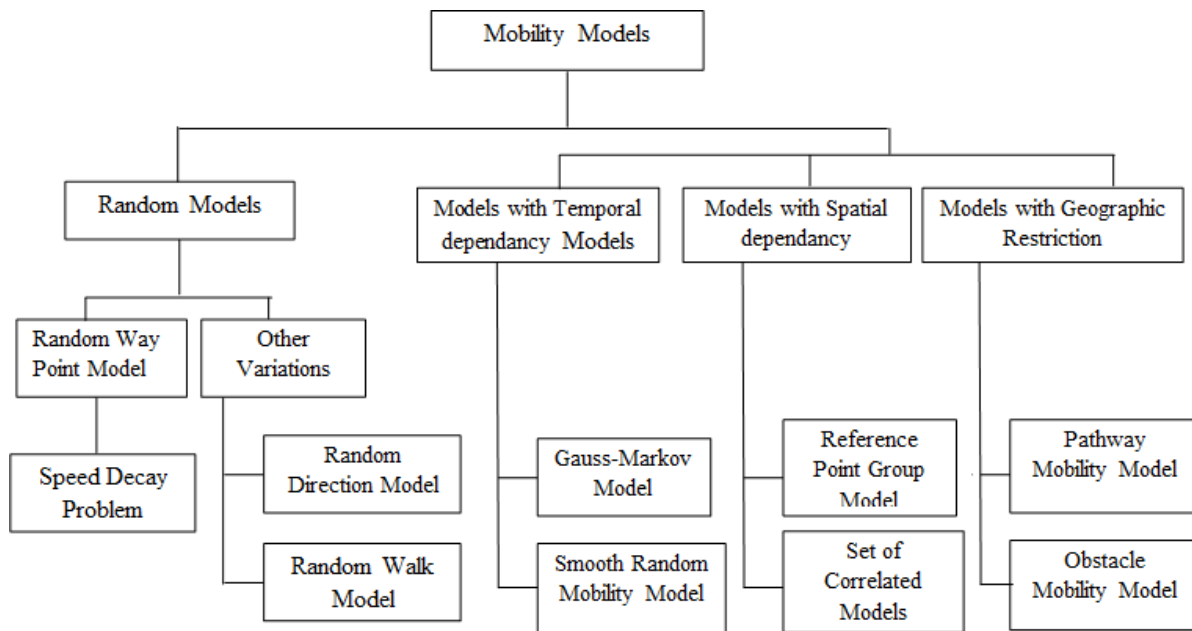 Mobility Models
Random Models
Models with Temporal
dependancy Models
Models with Spatial
dependancy
Models with Geographic
Restriction
Random Way
Point Model
Other
Variations
Speed Decay
Problem
Random
Direction Model
Random Walk
Model
Gauss-Markov
Model
Smooth Random
Mobility Model
Reference
Point Group
Model
Set of
Correlated
Models
Pathway
Mobility Model
Obstacle
Mobility Model